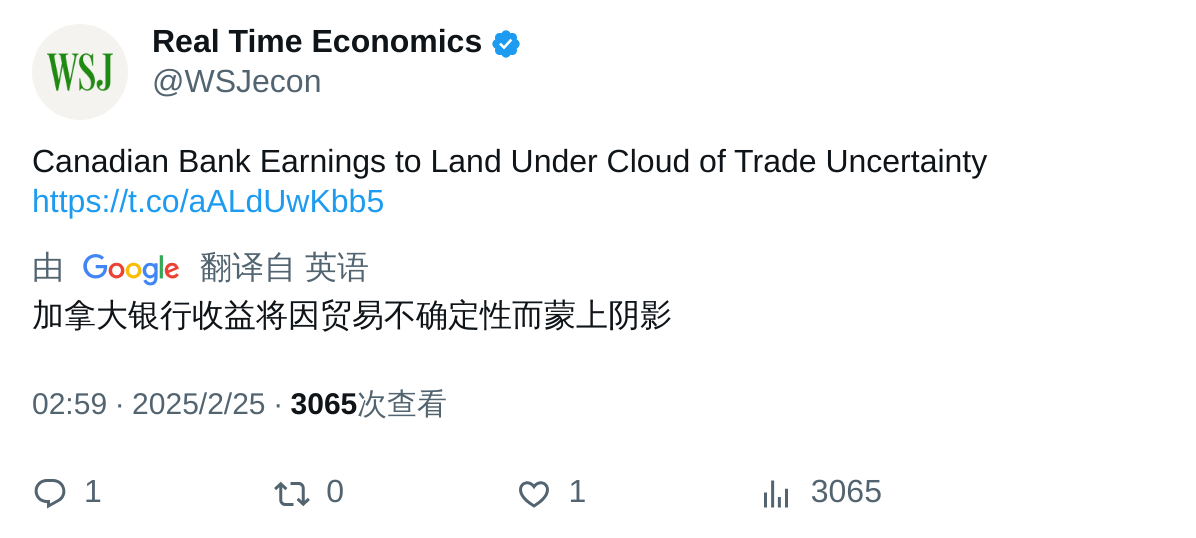 WSJ
Real Time Economics
@WSJecon
Canadian Bank Earnings to Land Under Cloud of Trade Uncertainty
https://t.co/aALdUwKbb5
由 Google 翻译自 英语
加拿大银行收益将因贸易不确定性而蒙上阴影
02:59 · 2025/2/25 · 3065次查看
1 0 1 3065